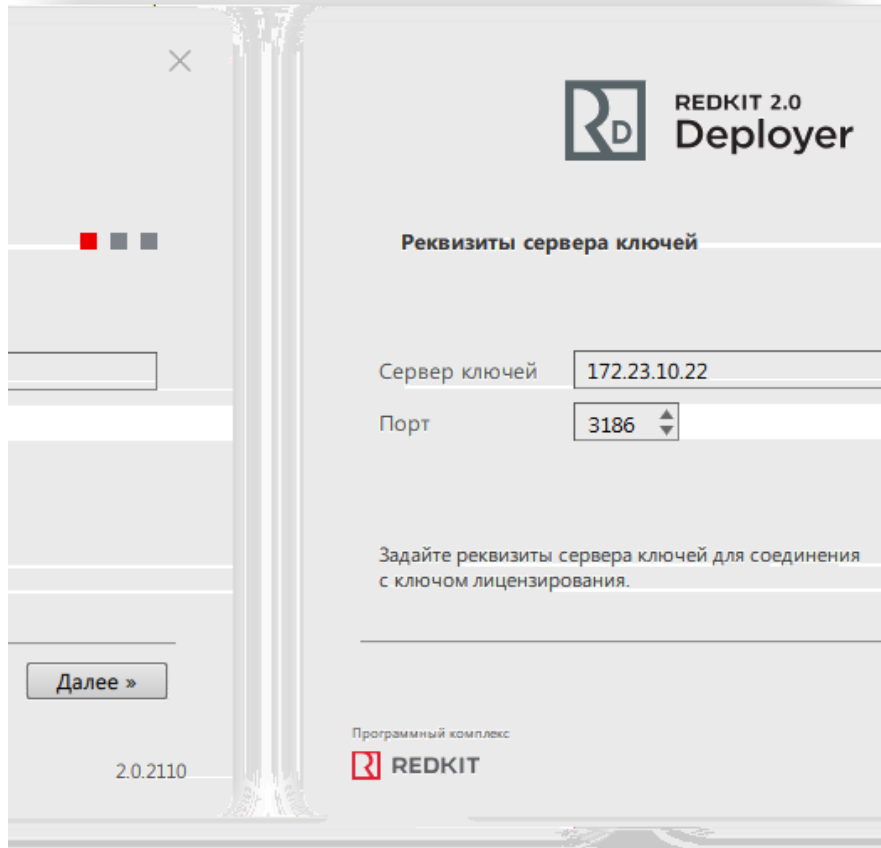 REDKIT 2.0
Deployer
Реквизиты сервера ключей
Сервер ключей 172.23.10.22
Порт 3186
Задайте реквизиты сервера ключей для соединения
с ключом лицензирования.
Далее »
Программный комплекс
REDKIT
2.0.2110